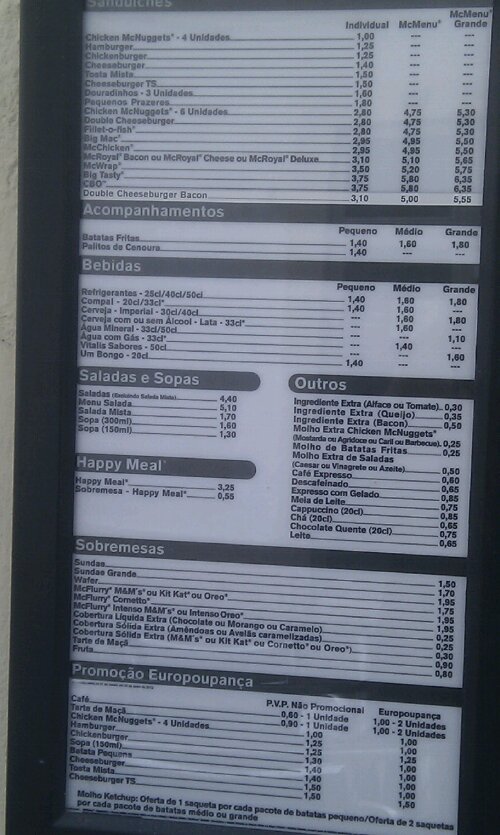 Sanduíches
Individual McMenu® McMenu® Grande
Chicken McNuggets® - 4 Unidades 1,00 --- ---
Hamburger 1,25 --- ---
Chickenburger 1,25 --- ---
Cheeseburger 1,40 --- ---
Tosta Mista 1,50 --- ---
Cheeseburger TS 1,50 --- ---
Douradinhos - 3 Unidades 1,60 --- ---
Pequenos Prazeres 1,80 --- ---
Chicken McNuggets® - 6 Unidades 2,80 4,75 5,30
Double Cheeseburger 2,80 4,75 5,30
Fillet-o-fish® 2,80 4,75 5,30
Big Mac® 2,95 4,95 5,50
McChicken® 2,95 4,95 5,50
McRoyal® Bacon ou McRoyal® Cheese ou McRoyal® Deluxe 3,10 5,10 5,65
McWrap® 3,50 5,20 5,75
Big Tasty® 3,75 5,80 6,35
CBO® 3,75 5,80 6,35
Double Cheeseburger Bacon 3,10 5,00 5,55
Acompanhamentos
Pequeno Médio Grande
Batatas Fritas 1,40 1,60 1,80
Palitos de Cenoura 1,40 --- ---
Bebidas
Pequeno Médio Grande
Refrigerantes - 25cl/40cl/50cl 1,40 1,60 1,80
Compal - 20cl/33cl* 1,40 1,60 ---
Cerveja - Imperial - 30cl/40cl --- 1,60 1,80
Cerveja com ou sem Álcool - Lata - 33cl* --- 1,60 ---
Água Mineral - 33cl/50cl --- --- 1,10
Água com Gás - 33cl* --- 1,40 ---
Vitalis Sabores - 50cl --- --- 1,60
Um Bongo - 20cl 1,40 --- ---
Saladas e Sopas
Saladas (Excluindo Salada Mista) 4,40
Menu Salada 5,10
Salada Mista 1,70
Sopa (300ml) 1,60
Sopa (150ml) 1,30
Happy Meal®
Happy Meal® 3,25
Sobremesa - Happy Meal® 0,55
Outros
Ingrediente Extra (Alface ou Tomate) 0,30
Ingrediente Extra (Queijo) 0,35
Ingrediente Extra (Bacon) 0,50
Molho Extra Chicken McNuggets®
(Mostarda ou Agridoce ou Caril ou Barbecue) 0,25
Molho de Batatas Fritas 0,25
Molho Extra de Saladas
(Caesar ou Vinagrete ou Azeite) 0,50
Café Expresso 0,60
Descafeinado 0,65
Expresso com Gelado 0,85
Meia de Leite 0,75
Cappuccino (20cl) 0,85
Chá (20cl) 0,65
Chocolate Quente (20cl) 0,75
Leite 0,65
Sobremesas
Sundae 1,50
Sundae Grande 1,70
Wafer 1,95
McFlurry® M&M's® ou Kit Kat® ou Oreo® 1,75
McFlurry® Cornetto® 1,95
McFlurry® Intenso M&M's® ou Intenso Oreo® 1,95
Cobertura Líquida Extra (Chocolate ou Morango ou Caramelo) 0,25
Cobertura Sólida Extra (Amêndoas ou Avelãs caramelizadas) 0,25
Cobertura Sólida Extra (M&M's® ou Kit Kat® ou Cornetto® ou Oreo®) 0,30
Tarte de Maçã 0,90
Fruta 0,80
Promoção Europoupança
P.V.P. Não Promocional Europoupança
Café 0,60 - 1 Unidade 1,00 - 2 Unidades
Tarte de Maçã 0,90 - 1 Unidade 1,00 - 2 Unidades
Chicken McNuggets® - 4 Unidades 1,00 1,00
Hamburger 1,25 1,00
Chickenburger 1,25 1,00
Sopa (150ml) 1,30 1,00
Batata Pequena 1,40 1,00
Cheeseburger 1,40 1,00
Tosta Mista 1,50 1,00
Cheeseburger TS 1,50 1,50
Molho Ketchup: Oferta de 1 saqueta por cada pacote de batatas pequeno/Oferta de 2 saquetas
por cada pacote de batatas médio ou grande